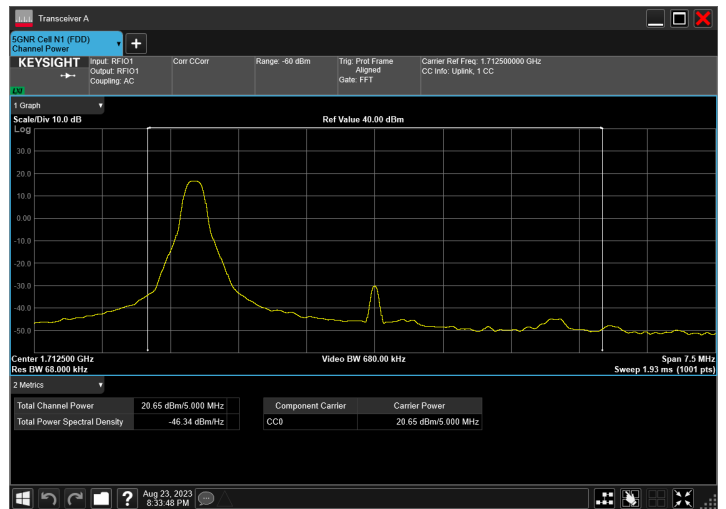 Transceiver A
5GNR Cell N1 (FDD)
Channel Power
KEYSIGHT
Input: RFIO1
Output: RFIO1
Coupling: AC
Corr CCorr
Range: -60 dBm
Trig: Prot Frame
Aligned
Gate: FFT
Carrier Ref Freq: 1.712500000 GHz
CC Info: Uplink, 1 CC
LXI
1 Graph
Scale/Div 10.0 dB
Ref Value 40.00 dBm
Log
30.0
20.0
10.0
0.00
-10.0
-20.0
-30.0
-40.0
-50.0
Center 1.712500 GHz
Video BW 680.00 kHz
Span 7.5 MHz
Res BW 68.000 kHz
Sweep 1.93 ms (1001 pts)
2 Metrics
Total Channel Power 20.65 dBm/5.000 MHz
Total Power Spectral Density -46.34 dBm/Hz
Component Carrier Carrier Power
CC0 20.65 dBm/5.000 MHz
? Aug 23, 2023
8:33:48 PM